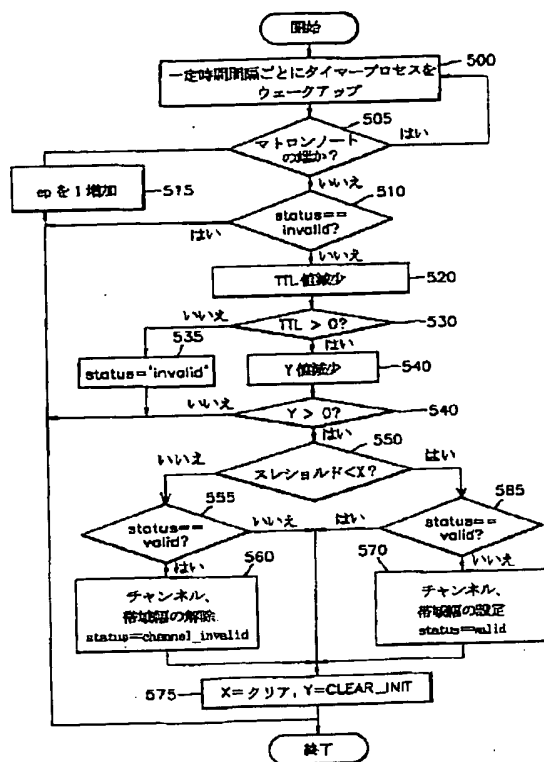 開始
500
一定時間間隔ごとにタイマープロセスを
ウェークアップ
505
マトロンノート
の
か?
はい
いいえ
epを1増加
515
510
status==
invalid?
はい
いいえ
TTL値減少
520
いいえ
TTL > 0?
530
535
はい
status="invalid"
Y値減少
540
いいえ
Y > 0?
540
はい
550
いいえ
スレショルド<X?
はい
555
585
status==
valid?
いいえ
はい
status==
valid?
560
はい
570
いいえ
チャンネル、
帯域幅の解除
status=channel_invalid
チャンネル、
帯域幅の設定
status=valid
575
X=クリア, Y=CLEAR_INIT
終了